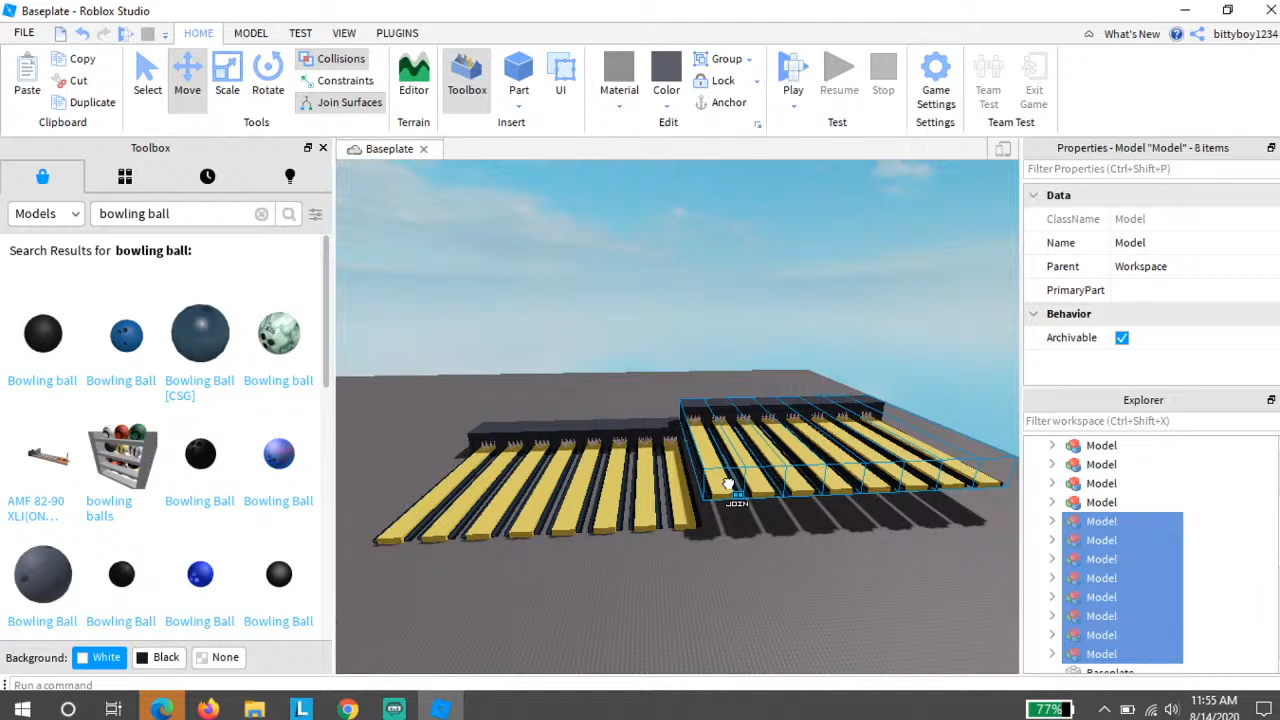 Baseplate - Roblox Studio
FILE HOME MODEL TEST VIEW PLUGINS What's New bittyboy1234
Paste Copy Cut Duplicate Clipboard
Select Move Scale Rotate Collisions Constraints Join Surfaces Tools
Editor Terrain
Toolbox Part UI Insert
Material Color Group Lock Anchor Edit
Play Resume Stop Test
Game Settings Settings
Team Test Exit Game Team Test
Toolbox
Baseplate
Models bowling ball
Search Results for bowling ball:
Bowling ball Bowling Ball Bowling Ball [CSG] Bowling ball
AMF 82-90 XLI(ON... bowling balls Bowling Ball Bowling Ball
Bowling Ball Bowling Ball Bowling Ball Bowling Ball
Background: White Black None
Run a command
JOIN
Properties - Model "Model" - 8 items
Filter Properties (Ctrl+Shift+P)
Data
ClassName Model
Name Model
Parent Workspace
PrimaryPart
Behavior
Archivable
Explorer
Filter workspace (Ctrl+Shift+X)
Model
Model
Model
Model
Model
Model
Model
Model
Model
Model
Model
Model
Baseplate
77%
11:55 AM
8/14/2020